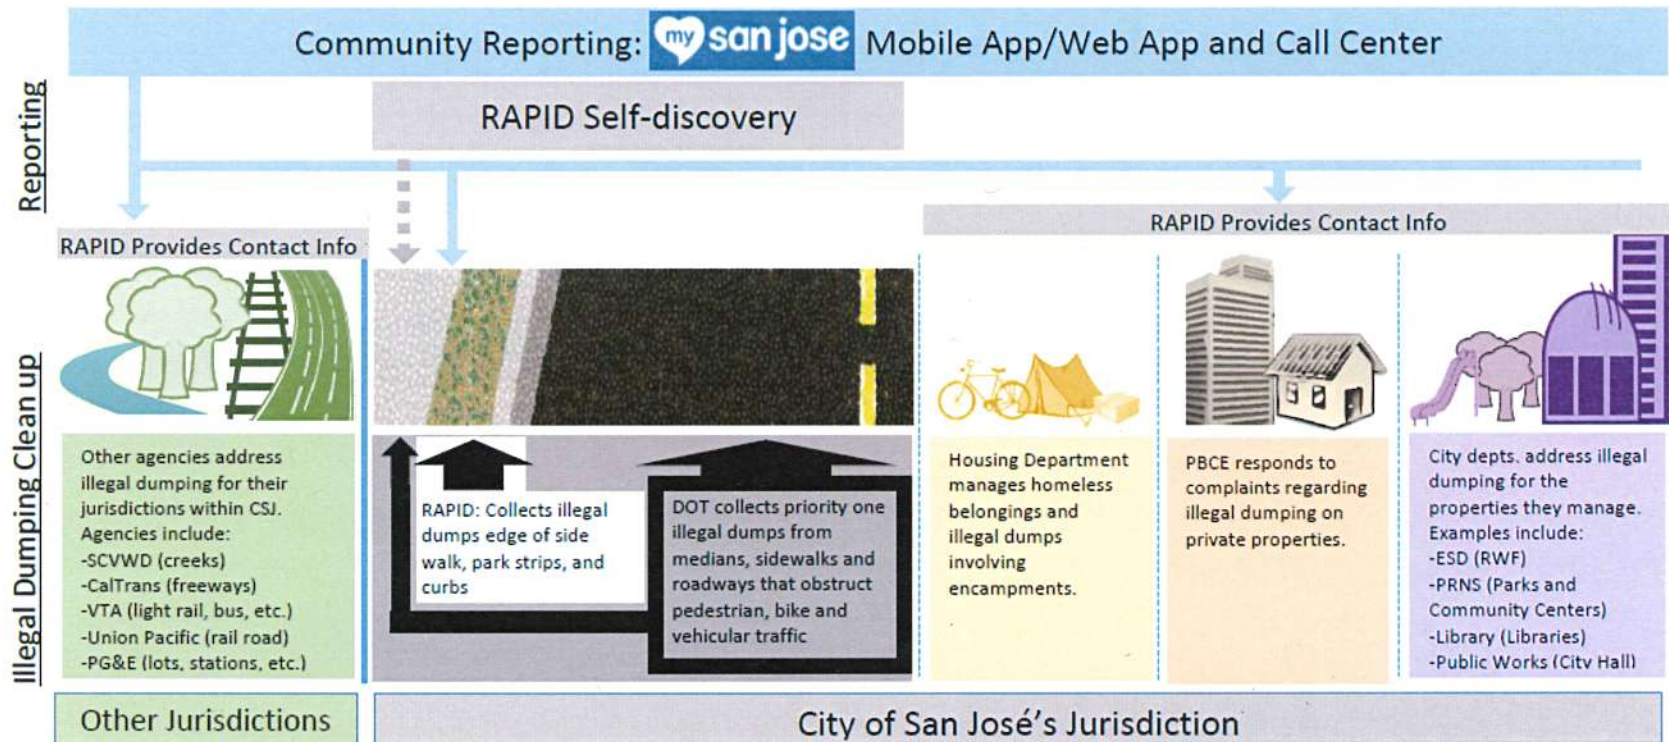 Community Reporting: my san jose Mobile App/Web App and Call Center
Reporting
RAPID Self-discovery
RAPID Provides Contact Info
RAPID Provides Contact Info
Illegal Dumping Clean up
Other agencies address
illegal dumping for their
jurisdictions within CSJ.
Agencies include:
-SCVWD (creeks)
-CalTrans (freeways)
-VTA (light rail, bus, etc.)
-Union Pacific (rail road)
-PG&E (lots, stations, etc.)
RAPID: Collects illegal
dumps edge of side
walk, park strips, and
curbs
DOT collects priority one
illegal dumps from
medians, sidewalks and
roadways that obstruct
pedestrian, bike and
vehicular traffic
Housing Department
manages homeless
belongings and
illegal dumps
involving
encampments.
PBCE responds to
complaints regarding
illegal dumping on
private properties.
City depts. address illegal
dumping for the
properties they manage.
Examples include:
-ESD (RWF)
-PRNS (Parks and
Community Centers)
-Library (Libraries)
-Public Works (City Hall)
Other Jurisdictions
City of San José's Jurisdiction